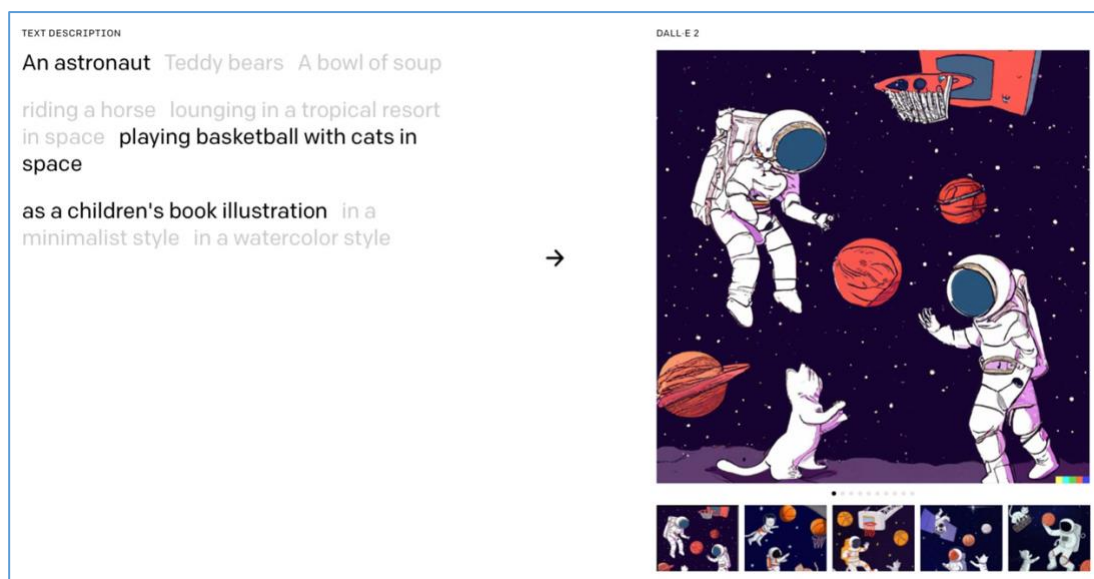 TEXT DESCRIPTION
An astronaut Teddy bears A bowl of soup
riding a horse lounging in a tropical resort
in space playing basketball with cats in
space
as a children's book illustration in a
minimalist style in a watercolor style
→
DALL·E 2